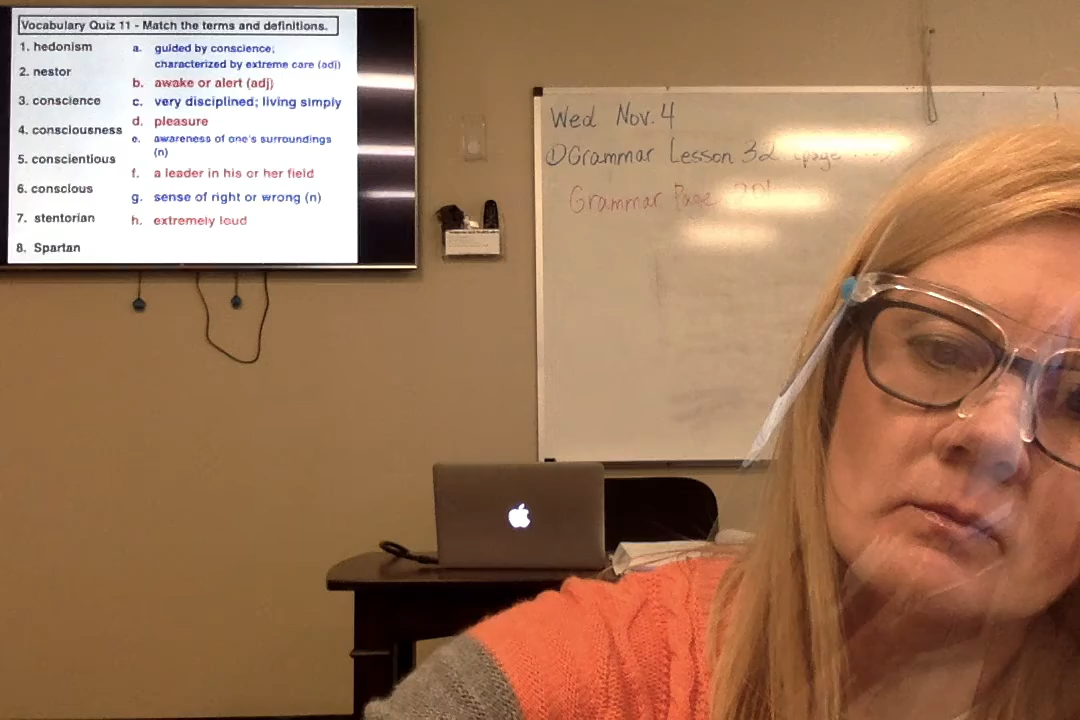 Vocabulary Quiz 11 - Match the terms and definitions.
1. hedonism
2. nestor
3. conscience
4. consciousness
5. conscientious
6. conscious
7. stentorian
8. Spartan
a. guided by conscience;
characterized by extreme care (adj)
b. awake or alert (adj)
c. very disciplined; living simply
d. pleasure
e. awareness of one's surroundings
(n)
f. a leader in his or her field
g. sense of right or wrong (n)
h. extremely loud
Wed Nov. 4
① Grammar Lesson 32 (page
Grammar Page